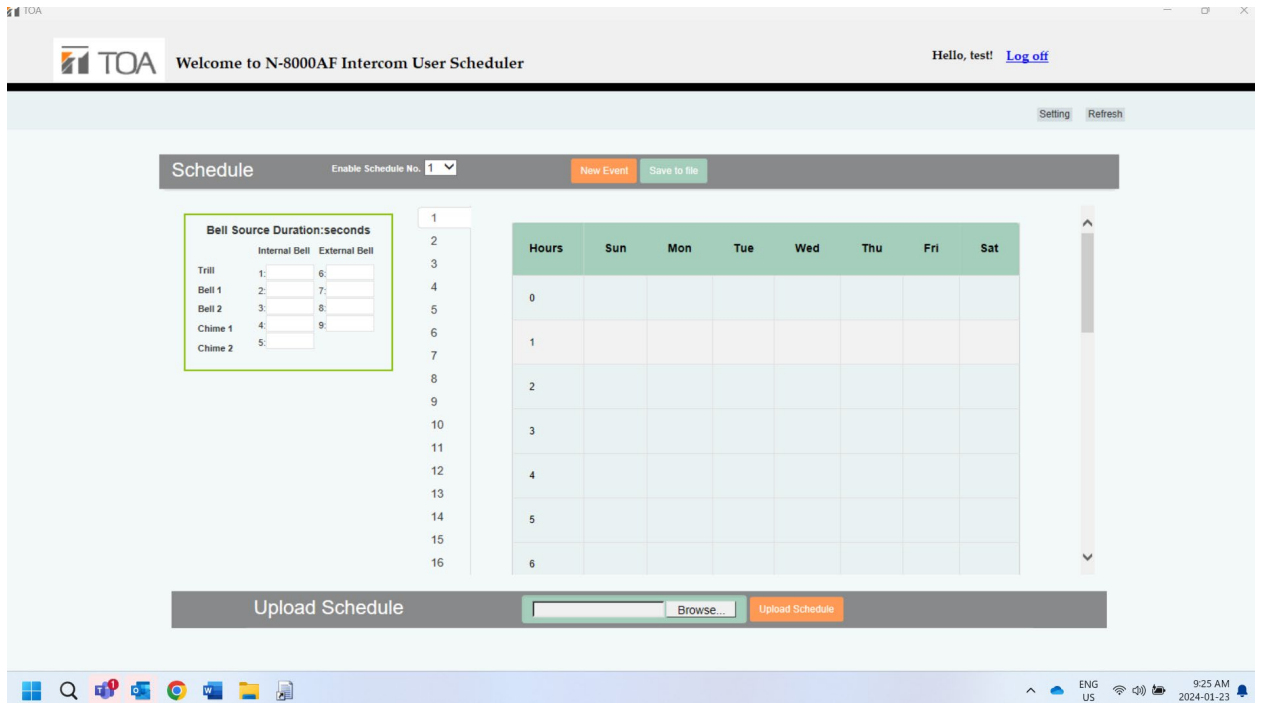 TOA
TOA
Welcome to N-8000AF Intercom User Scheduler
Hello, test! Log off
Setting Refresh
Schedule
Enable Schedule No. 1
New Event
Save to file
Bell Source Duration:seconds
Internal Bell External Bell
Trill 1: 6:
Bell 1 2: 7:
Bell 2 3: 8:
Chime 1 4: 9:
Chime 2 5:
1
2
3
4
5
6
7
8
9
10
11
12
13
14
15
16
Hours Sun Mon Tue Wed Thu Fri Sat
0
1
2
3
4
5
6
Upload Schedule
Browse...
Upload Schedule
1
ENG
US
9:25 AM
2024-01-23